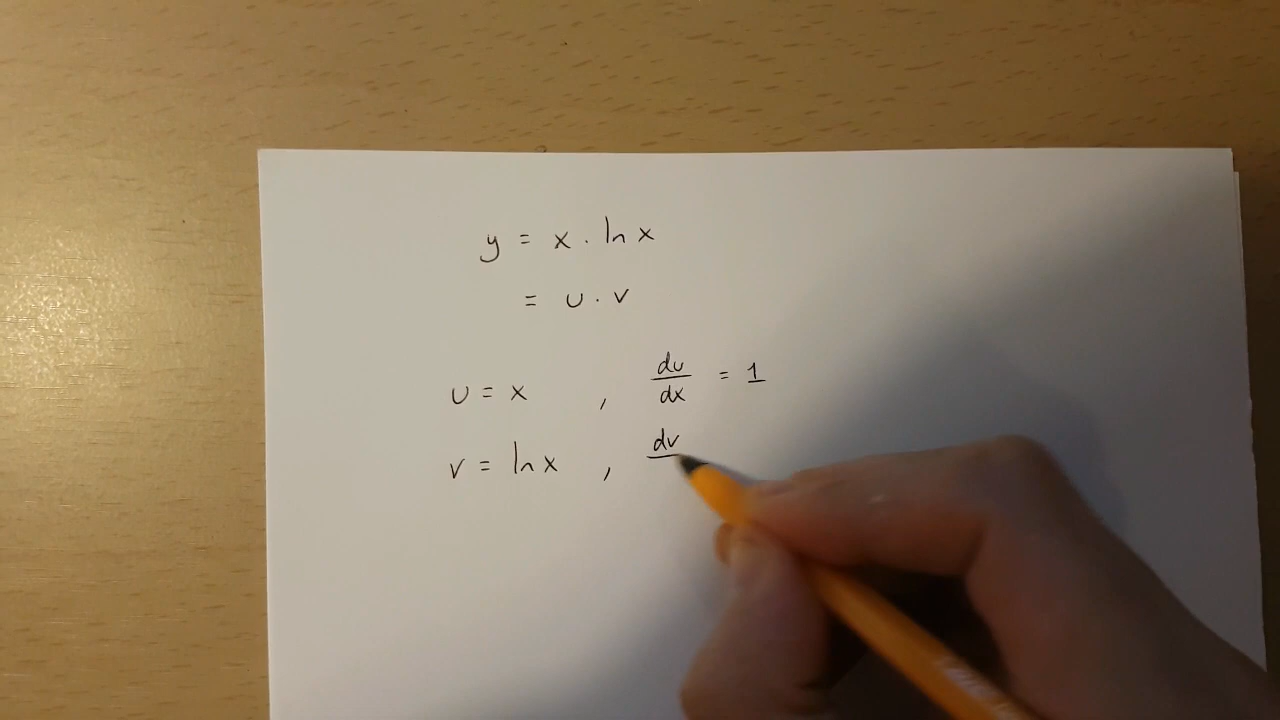 y = x . ln x
= u . v
u = x , du/dx = 1
v = ln x , dv